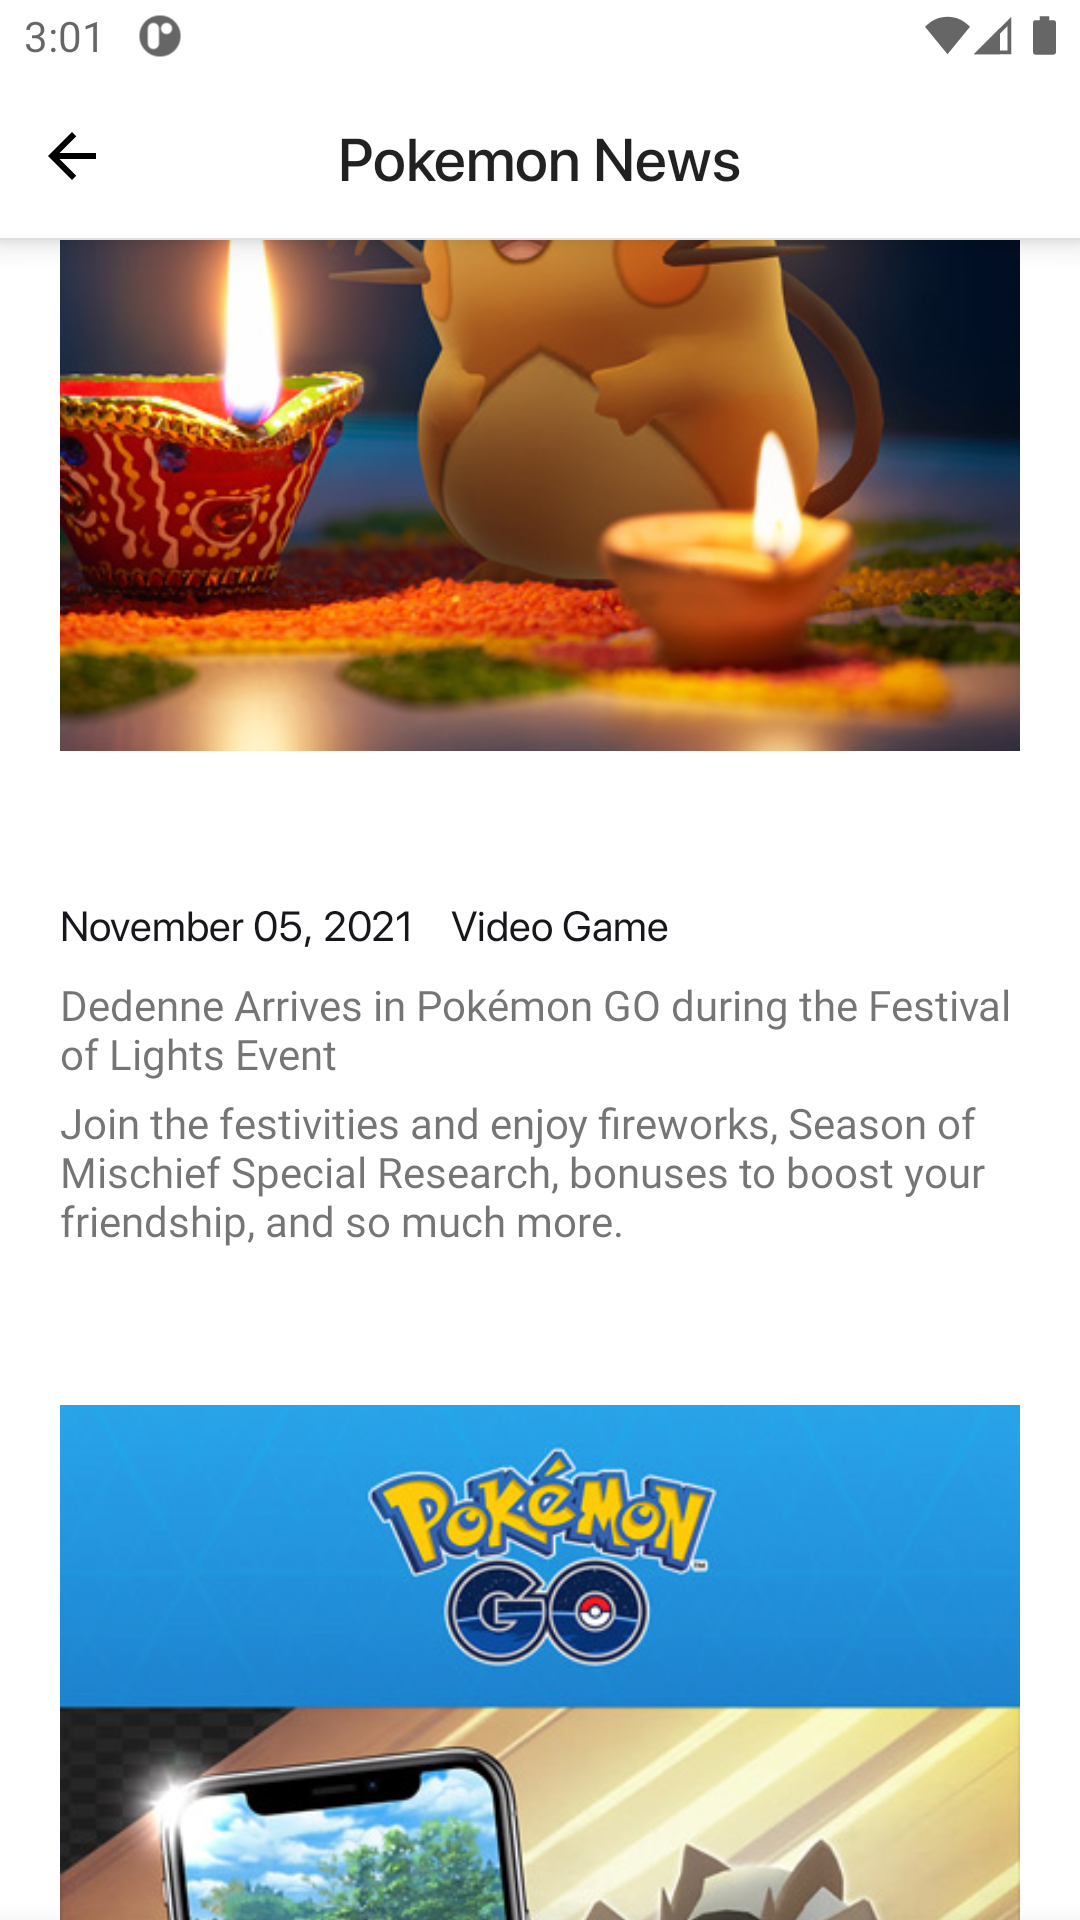 3:01
Pokemon News
November 05, 2021 Video Game
Dedenne Arrives in Pokémon GO during the Festival
of Lights Event
Join the festivities and enjoy fireworks, Season of
Mischief Special Research, bonuses to boost your
friendship, and so much more.
POKéMON
GO